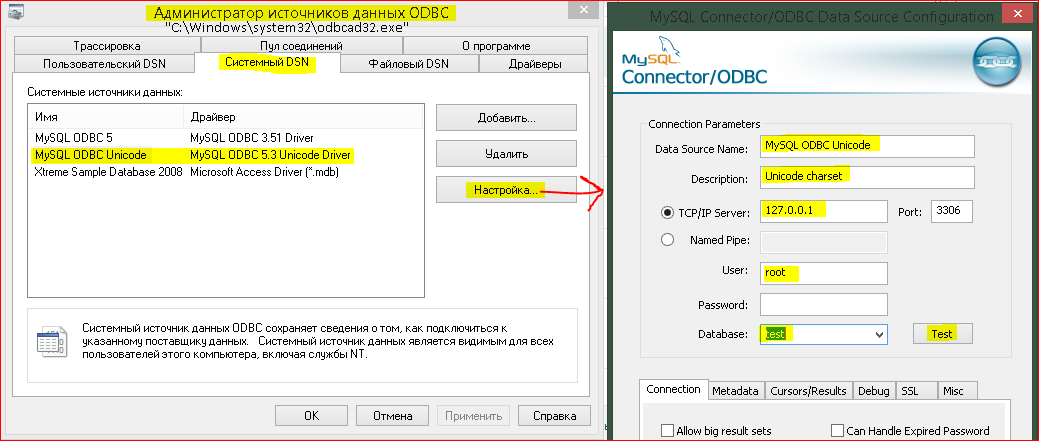 Администратор источников данных ODBC
"C:\Windows\system32\odbcad32.exe"
Трассировка Пул соединений О программе
Пользовательский DSN Системный DSN Файловый DSN Драйверы
Системные источники данных:
Имя Драйвер
MySQL ODBC 5 MySQL ODBC 3.51 Driver
MySQL ODBC Unicode MySQL ODBC 5.3 Unicode Driver
Xtreme Sample Database 2008 Microsoft Access Driver (*.mdb)
Добавить...
Удалить
Настройка...
Системный источник данных ODBC сохраняет сведения о том, как подключиться к
указанному поставщику данных. Системный источник данных является видимым для всех
пользователей этого компьютера, включая службы NT.
OK Отмена Применить Справка
MySQL Connector/ODBC Data Source Configuration
MySQL
Connector/ODBC
Connection Parameters
Data Source Name: MySQL ODBC Unicode
Description: Unicode charset
TCP/IP Server: 127.0.0.1 Port: 3306
Named Pipe:
User: root
Password:
Database: test Test
Connection Metadata Cursors/Results Debug SSL Misc
Allow big result sets Can Handle Expired Password